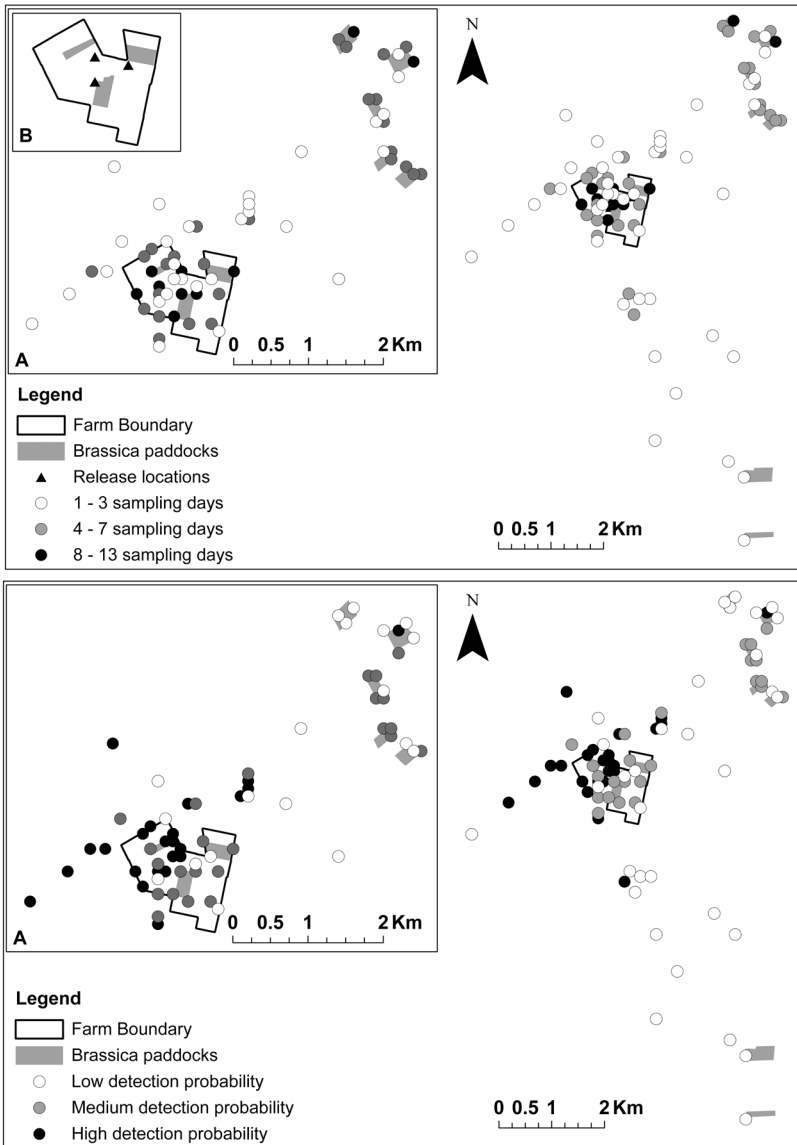 B
N
A
0 0.5 1 2 Km
Legend
Farm Boundary
Brassica paddocks
Release locations
1 - 3 sampling days
4 - 7 sampling days
8 - 13 sampling days
0 0.5 1 2 Km
N
A
0 0.5 1 2 Km
Legend
Farm Boundary
Brassica paddocks
Low detection probability
Medium detection probability
High detection probability
0 0.5 1 2 Km